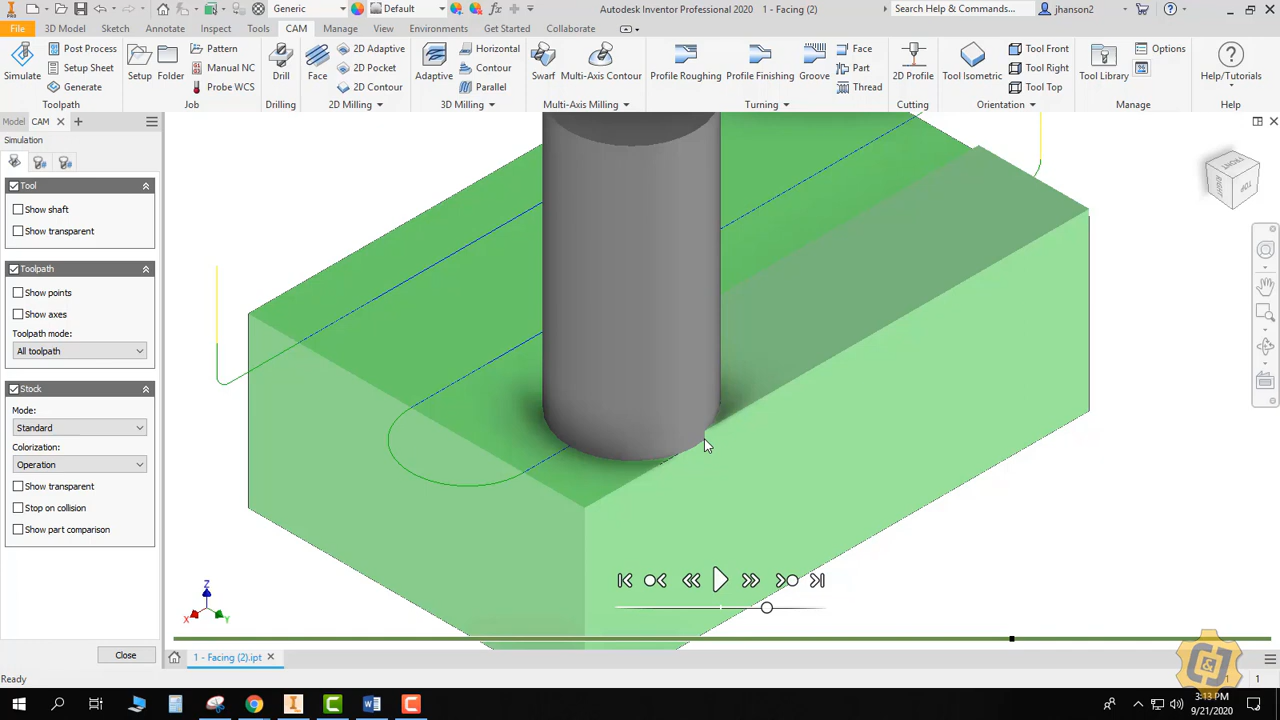 Generic
Default
Autodesk Inventor Professional 2020 1 - Facing (2)
Search Help & Commands...
jhanson2
File 3D Model Sketch Annotate Inspect Tools CAM Manage View Environments Get Started Collaborate
Simulate
Post Process
Setup Sheet
Generate
Toolpath
Setup
Folder
Pattern
Manual NC
Probe WCS
Job
Drill
Drilling
Face
2D Adaptive
2D Pocket
2D Contour
2D Milling
Adaptive
Horizontal
Contour
Parallel
3D Milling
Swarf
Multi-Axis Contour
Multi-Axis Milling
Profile Roughing
Profile Finishing
Groove
Face
Part
Thread
Turning
2D Profile
Cutting
Tool Isometric
Tool Front
Tool Right
Tool Top
Orientation
Tool Library
Options
Manage
Help/Tutorials
Help
Model CAM
Simulation
Tool
Show shaft
Show transparent
Toolpath
Show points
Show axes
Toolpath mode:
All toolpath
Stock
Mode:
Standard
Colorization:
Operation
Show transparent
Stop on collision
Show part comparison
Close
FRONT
RIGHT
TOP
Z
X
Y
1 - Facing (2).ipt
Ready
1
3:13 PM
9/21/2020